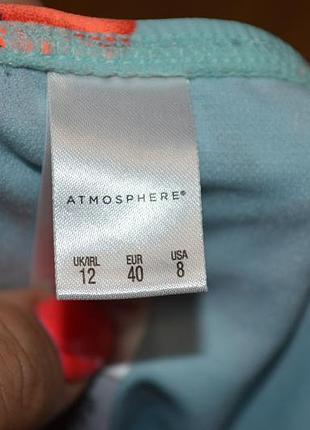 ATMOSPHERE®
UK/IRL EUR USA
12 40 8